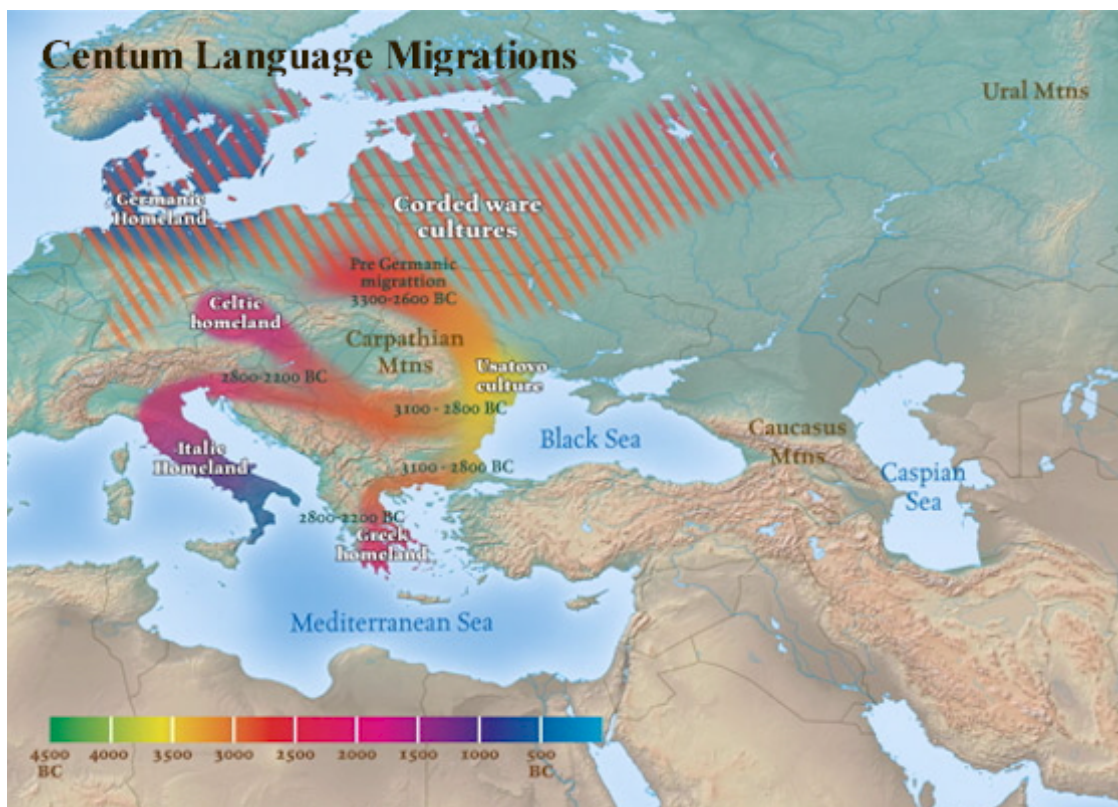 Centum Language Migrations
Ural Mtns
Germanic
Homeland
Corded ware
cultures
Pre Germanic
migrattion
3300-2600 BC
Celtic
homeland
Carpathian
Mtns
2800-2200 BC
Usatovo
culture
3100 - 2800 BC
Black Sea
Caucasus
Mtns
Caspian
Sea
Italic
Homeland
3100 - 2800 BC
2800-2200 BC
Greek
homeland
Mediterranean Sea
4500 4000 3500 3000 2500 2000 1500 1000 500
BC BC